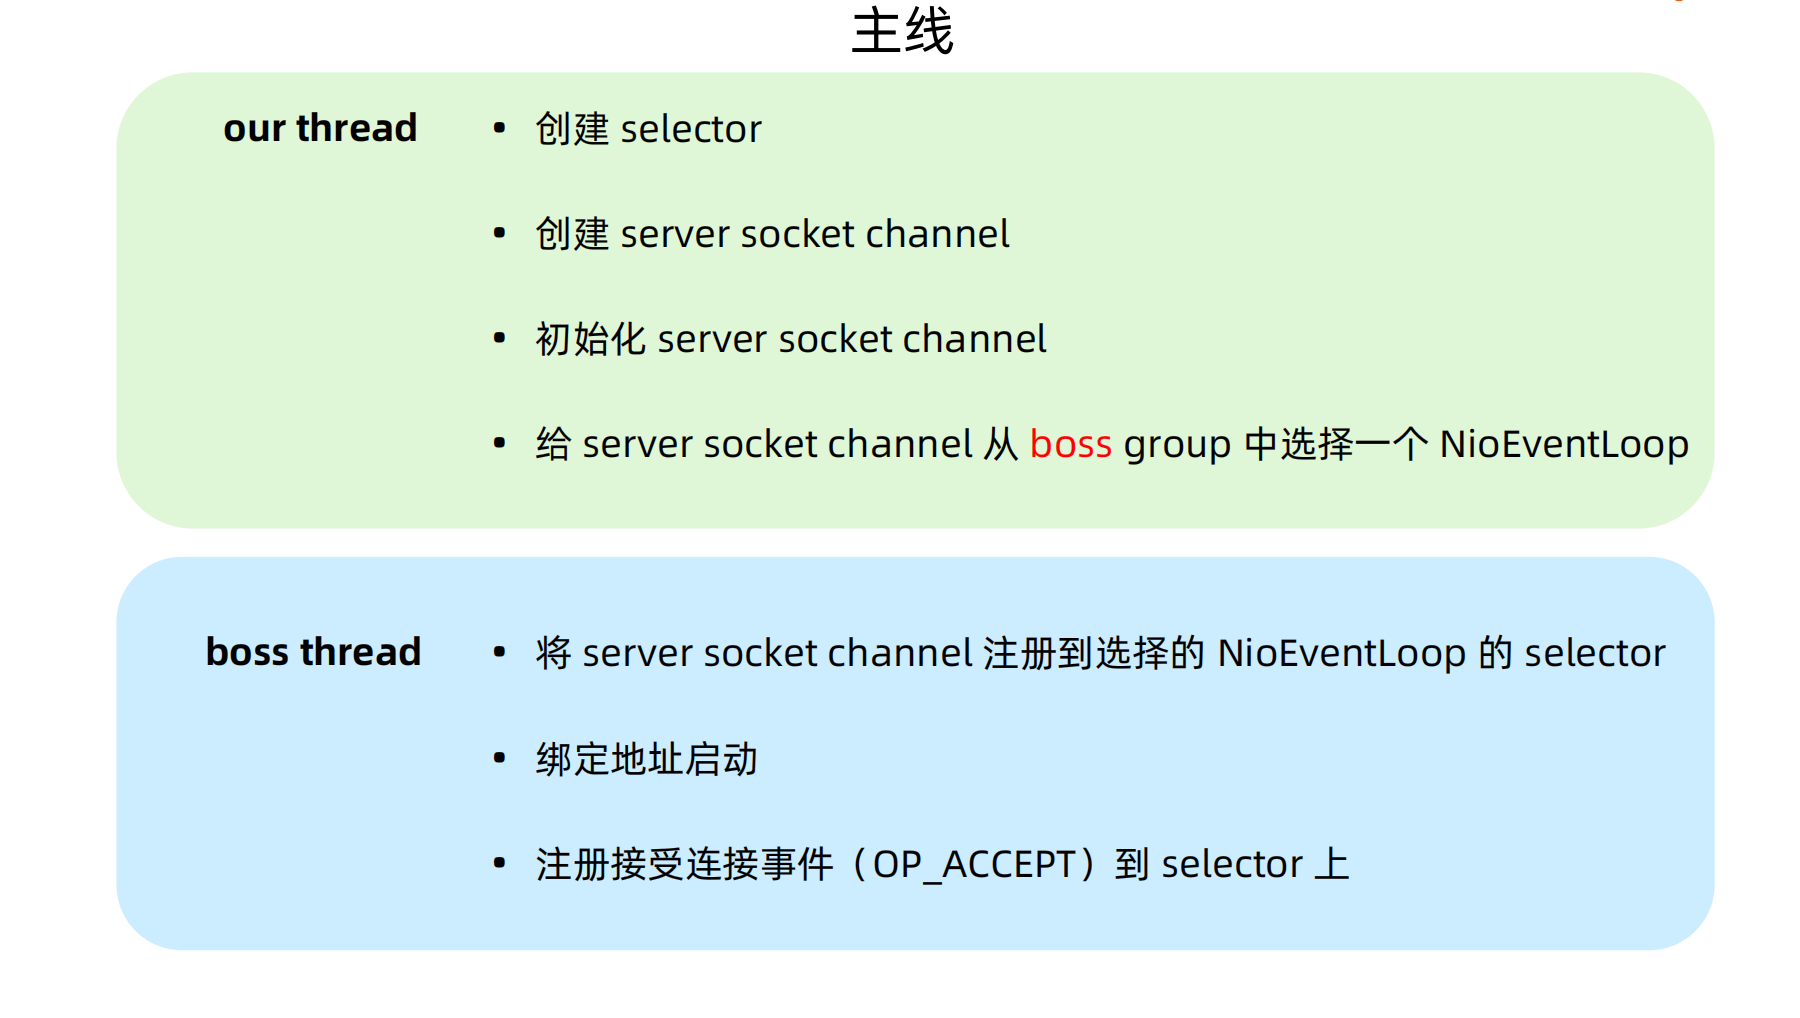 主线
our thread
• 创建 selector
• 创建 server socket channel
• 初始化 server socket channel
• 给 server socket channel 从 boss group 中选择一个 NioEventLoop
boss thread
• 将 server socket channel 注册到选择的 NioEventLoop 的 selector
• 绑定地址启动
• 注册接受连接事件（OP_ACCEPT）到 selector 上